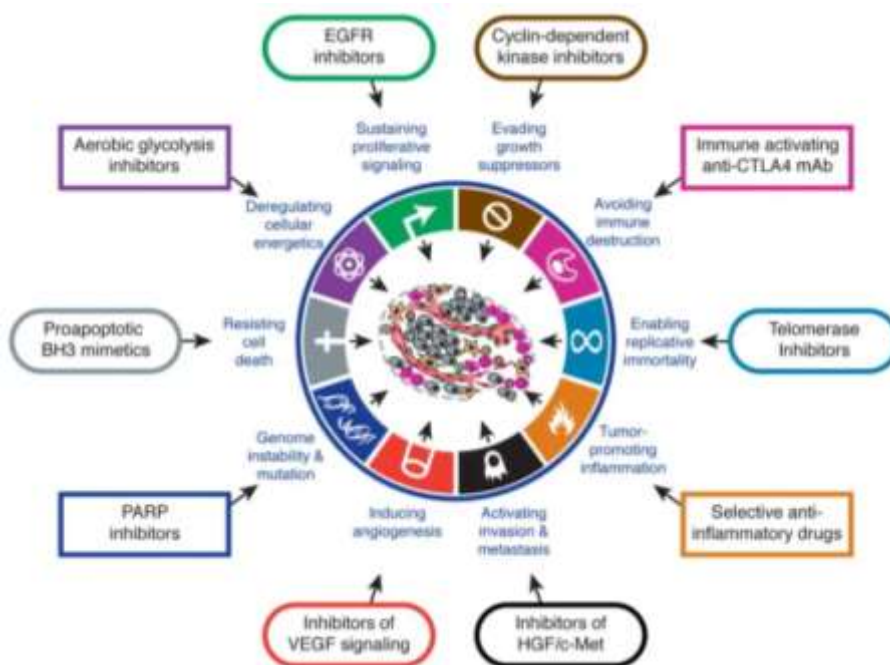 EGFR
inhibitors
Cyclin-dependent
kinase inhibitors
Sustaining
proliferative
signaling
Evading
growth
suppressors
Aerobic glycolysis
inhibitors
Immune activating
anti-CTLA4 mAb
Deregulating
cellular
energetics
Avoiding
immune
destruction
Proapoptotic
BH3 mimetics
Resisting
cell
death
Enabling
replicative
immortality
Telomerase
Inhibitors
Genome
instability &
mutation
Tumor-
promoting
inflammation
PARP
inhibitors
Inducing
angiogenesis
Activating
invasion &
metastasis
Selective anti-
inflammatory drugs
Inhibitors of
VEGF signaling
Inhibitors of
HGF/c-Met